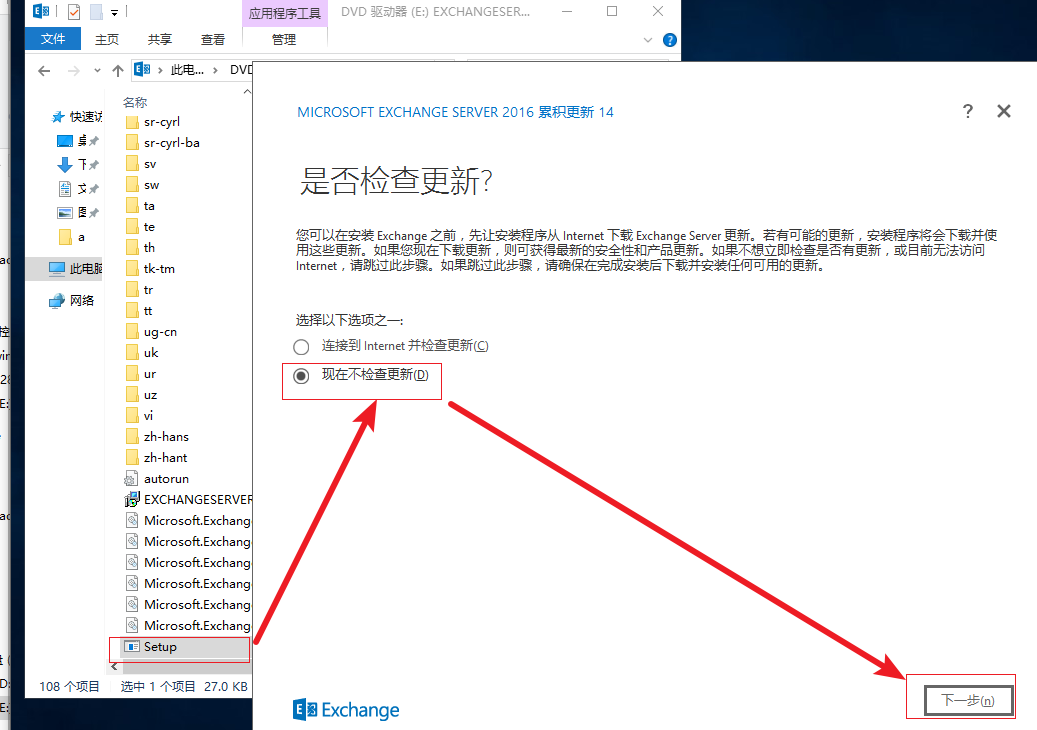 应用程序工具
DVD 驱动器 (E:) EXCHANGESER...
文件
主页
共享
查看
管理
此电...
DVD
名称
快速访
桌
下
文
图
a
此电脑
网络
sr-cyrl
sr-cyrl-ba
sv
sw
ta
te
th
tk-tm
tr
tt
ug-cn
uk
ur
uz
vi
zh-hans
zh-hant
autorun
EXCHANGESERVER
Microsoft.Exchang
Microsoft.Exchang
Microsoft.Exchang
Microsoft.Exchang
Microsoft.Exchang
Microsoft.Exchang
Setup
108 个项目
选中 1 个项目 27.0 KB
MICROSOFT EXCHANGE SERVER 2016 累积更新 14
?
是否检查更新?
您可以在安装 Exchange 之前，先让安装程序从 Internet 下载 Exchange Server 更新。若有可能的更新，安装程序将会下载并使
用这些更新。如果您现在下载更新，则可获得最新的安全性和产品更新。如果不想立即检查是否有更新，或目前无法访问
Internet，请跳过此步骤。如果跳过此步骤，请确保在完成安装后下载并安装任何可用的更新。
选择以下选项之一:
连接到 Internet 并检查更新(C)
现在不检查更新(D)
Exchange
下一步(n)